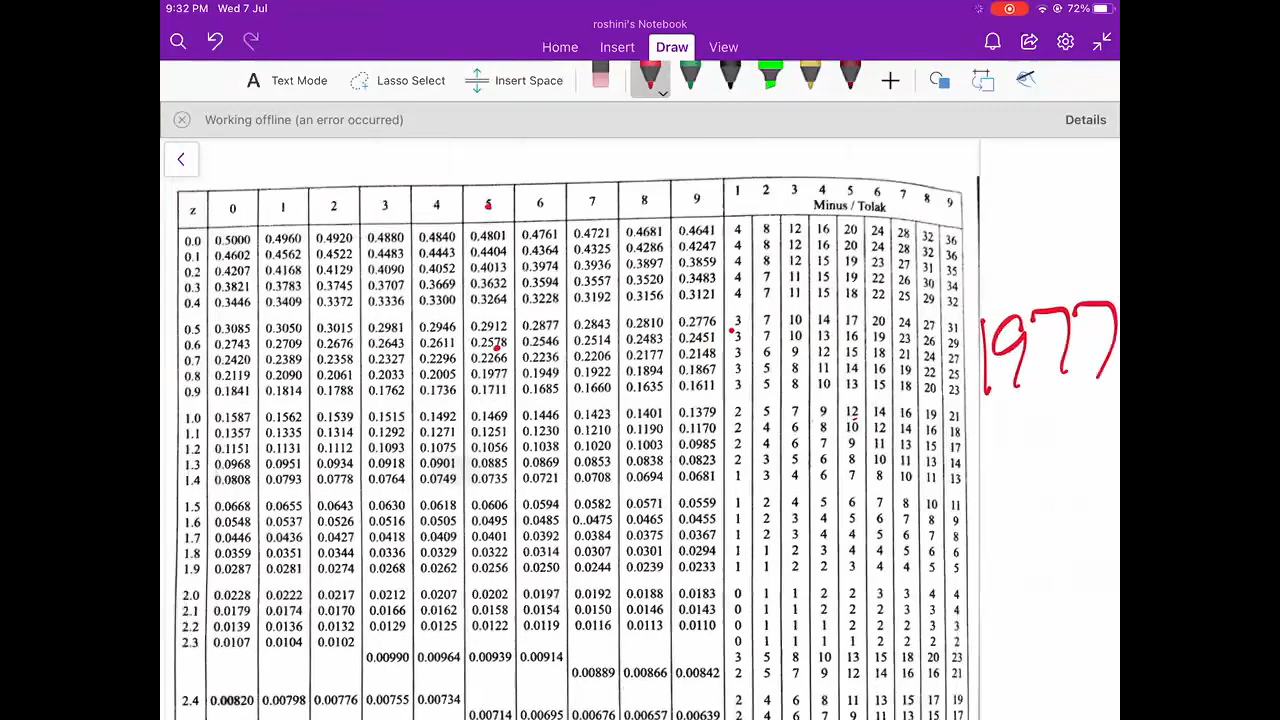 9:32 PM Wed 7 Jul 72%
roshini's Notebook
Home Insert Draw View
A Text Mode Lasso Select Insert Space
Working offline (an error occurred) Details
z 0 1 2 3 4 5 6 7 8 9 1 2 3 4 5 6 7 8 9
Minus / Tolak
0.0 0.5000 0.4960 0.4920 0.4880 0.4840 0.4801 0.4761 0.4721 0.4681 0.4641 4 8 12 16 20 24 28 32 36
0.1 0.4602 0.4562 0.4522 0.4483 0.4443 0.4404 0.4364 0.4325 0.4286 0.4247 4 8 12 16 20 24 28 32 36
0.2 0.4207 0.4168 0.4129 0.4090 0.4052 0.4013 0.3974 0.3936 0.3897 0.3859 4 8 12 15 19 23 27 31 35
0.3 0.3821 0.3783 0.3745 0.3707 0.3669 0.3632 0.3594 0.3557 0.3520 0.3483 4 7 11 15 19 22 26 30 34
0.4 0.3446 0.3409 0.3372 0.3336 0.3300 0.3264 0.3228 0.3192 0.3156 0.3121 4 7 11 15 18 22 25 29 32
0.5 0.3085 0.3050 0.3015 0.2981 0.2946 0.2912 0.2877 0.2843 0.2810 0.2776 3 7 10 14 17 20 24 27 31
0.6 0.2743 0.2709 0.2676 0.2643 0.2611 0.2578 0.2546 0.2514 0.2483 0.2451 3 7 10 13 16 19 23 26 29
0.7 0.2420 0.2389 0.2358 0.2327 0.2296 0.2266 0.2236 0.2206 0.2177 0.2148 3 6 9 12 15 18 21 24 27
0.8 0.2119 0.2090 0.2061 0.2033 0.2005 0.1977 0.1949 0.1922 0.1894 0.1867 3 5 8 11 14 16 19 22 25
0.9 0.1841 0.1814 0.1788 0.1762 0.1736 0.1711 0.1685 0.1660 0.1635 0.1611 3 5 8 10 13 15 18 20 23
1977
1.0 0.1587 0.1562 0.1539 0.1515 0.1492 0.1469 0.1446 0.1423 0.1401 0.1379 2 5 7 9 12 14 16 19 21
1.1 0.1357 0.1335 0.1314 0.1292 0.1271 0.1251 0.1230 0.1210 0.1190 0.1170 2 4 6 8 10 12 14 16 18
1.2 0.1151 0.1131 0.1112 0.1093 0.1075 0.1056 0.1038 0.1020 0.1003 0.0985 2 4 6 7 9 11 13 15 17
1.3 0.0968 0.0951 0.0934 0.0918 0.0901 0.0885 0.0869 0.0853 0.0838 0.0823 2 3 5 6 8 10 11 13 14
1.4 0.0808 0.0793 0.0778 0.0764 0.0749 0.0735 0.0721 0.0708 0.0694 0.0681 1 3 4 6 7 8 10 11 13
1.5 0.0668 0.0655 0.0643 0.0630 0.0618 0.0606 0.0594 0.0582 0.0571 0.0559 1 2 4 5 6 7 8 10 11
1.6 0.0548 0.0537 0.0526 0.0516 0.0505 0.0495 0.0485 0..0475 0.0465 0.0455 1 2 3 4 5 6 7 8 9
1.7 0.0446 0.0436 0.0427 0.0418 0.0409 0.0401 0.0392 0.0384 0.0375 0.0367 1 2 3 4 4 5 6 7 8
1.8 0.0359 0.0351 0.0344 0.0336 0.0329 0.0322 0.0314 0.0307 0.0301 0.0294 1 1 2 3 4 4 5 6 6
1.9 0.0287 0.0281 0.0274 0.0268 0.0262 0.0256 0.0250 0.0244 0.0239 0.0233 1 1 2 2 3 4 4 5 5
2.0 0.0228 0.0222 0.0217 0.0212 0.0207 0.0202 0.0197 0.0192 0.0188 0.0183 0 1 1 2 2 3 3 4 4
2.1 0.0179 0.0174 0.0170 0.0166 0.0162 0.0158 0.0154 0.0150 0.0146 0.0143 0 1 1 2 2 2 3 3 4
2.2 0.0139 0.0136 0.0132 0.0129 0.0125 0.0122 0.0119 0.0116 0.0113 0.0110 0 1 1 1 2 2 2 3 3
2.3 0.0107 0.0104 0.0102 0 1 1 1 1 2 2 2 2
0.00990 0.00964 0.00939 0.00914 3 5 8 10 13 15 18 20 23
0.00889 0.00866 0.00842 2 5 7 9 12 14 16 16 21
2.4 0.00820 0.00798 0.00776 0.00755 0.00734 2 4 6 8 11 13 15 17 19
0.00714 0.00695 0.00676 0.00657 0.00639 2 4 6 7 9 11 13 15 17